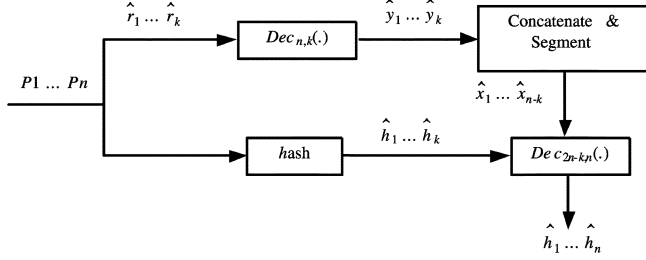 r̂₁ ... r̂ₖ
Decₙ,ₖ(.)
ŷ₁ ... ŷₖ
Concatenate &
Segment
P1 ... Pn
x̂₁ ... x̂ₙ₋ₖ
hash
ĥ₁ ... ĥₖ
Dec₂ₙ₋ₖ,ₙ(.)
ĥ₁ ... ĥₙ